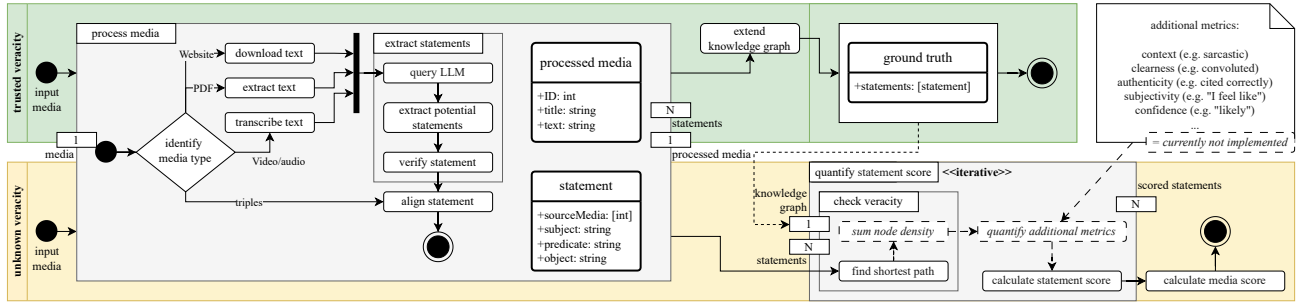 trusted veracity
input
media
process media
Website
PDF
Video/audio
download text
extract text
transcribe text
1
media
identify
media type
triples
extract statements
query LLM
extract potential
statements
verify statement
align statement
processed media
+ID: int
+title: string
+text: string
N
statements
1
processed media
extend
knowledge graph
ground truth
+statements: [statement]
additional metrics:
context (e.g. sarcastic)
clearness (e.g. convoluted)
authenticity (e.g. cited correctly)
subjectivity (e.g. "I feel like")
confidence (e.g. "likely")
...
= currently not implemented
unknown veracity
input
media
statement
+sourceMedia: [int]
+subject: string
+predicate: string
+object: string
quantify statement score
<<iterative>>
knowledge
graph
1
N
statements
check veracity
sum node density
find shortest path
quantify additional metrics
calculate statement score
scored statements
N
calculate media score